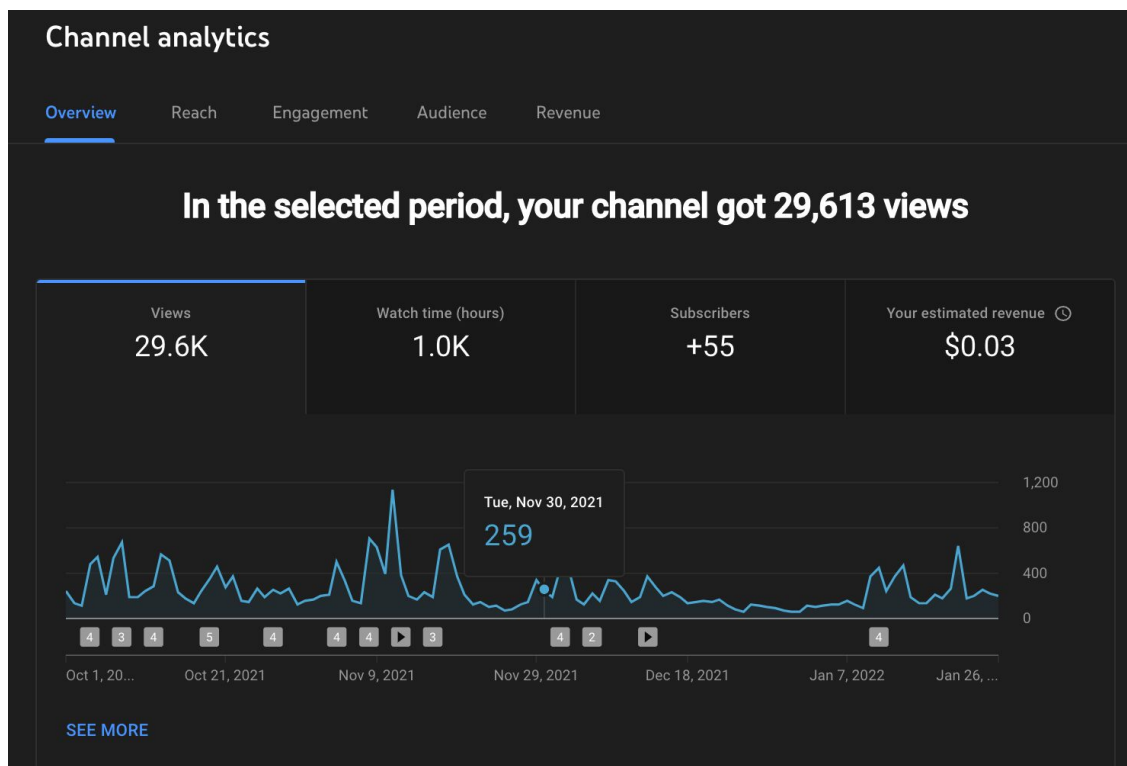 Channel analytics
Overview Reach Engagement Audience Revenue
In the selected period, your channel got 29,613 views
Views
29.6K
Watch time (hours)
1.0K
Subscribers
+55
Your estimated revenue
$0.03
Tue, Nov 30, 2021
259
1,200
800
400
0
4 3 4 5 4 4 4 3 4 2 4
Oct 1, 20... Oct 21, 2021 Nov 9, 2021 Nov 29, 2021 Dec 18, 2021 Jan 7, 2022 Jan 26, ...
SEE MORE